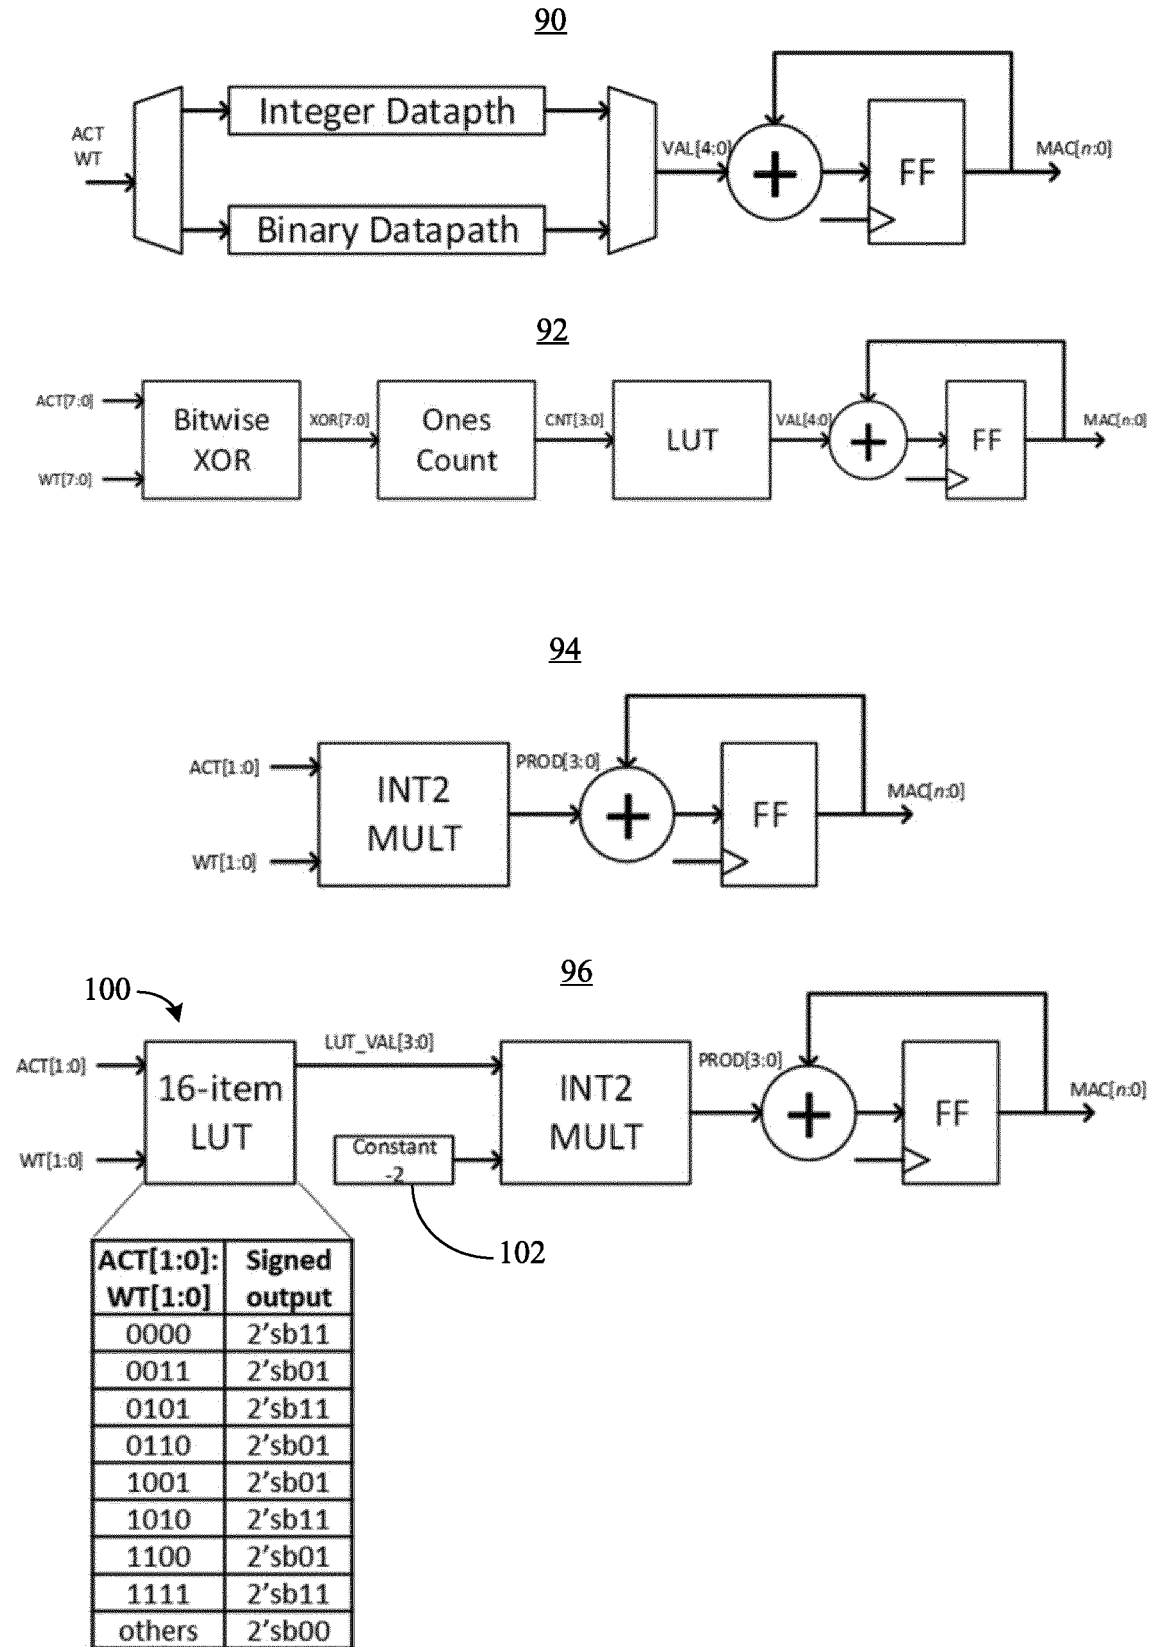 90
Integer Datapth
ACT
WT
Binary Datapath
VAL[4:0]
+
FF
MAC[n:0]
92
ACT[7:0]
WT[7:0]
Bitwise
XOR
XOR[7:0]
Ones
Count
CNT[3:0]
LUT
VAL[4:0]
+
FF
MAC[n:0]
94
ACT[1:0]
WT[1:0]
INT2
MULT
PROD[3:0]
+
FF
MAC[n:0]
96
100
ACT[1:0]
WT[1:0]
16-item
LUT
LUT_VAL[3:0]
Constant
-2
102
INT2
MULT
PROD[3:0]
+
FF
MAC[n:0]
ACT[1:0]: Signed
WT[1:0] output
0000 2'sb11
0011 2'sb01
0101 2'sb11
0110 2'sb01
1001 2'sb01
1010 2'sb11
1100 2'sb01
1111 2'sb11
others 2'sb00